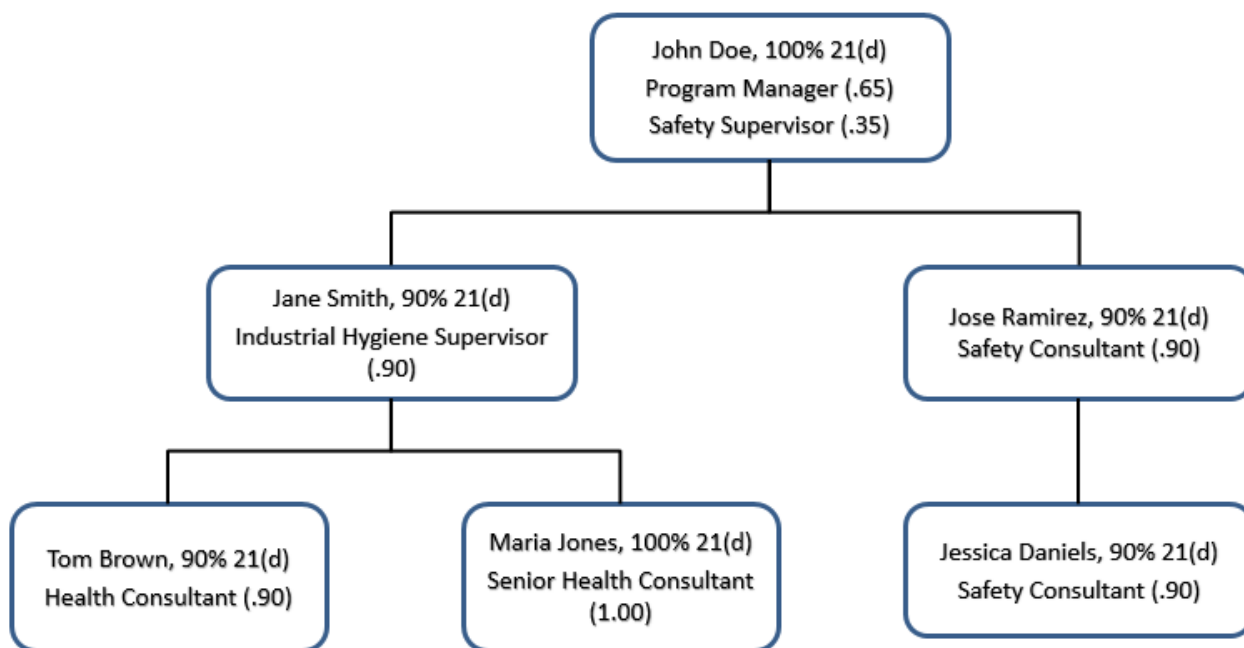 John Doe, 100% 21(d)
Program Manager (.65)
Safety Supervisor (.35)
Jane Smith, 90% 21(d)
Industrial Hygiene Supervisor
(.90)
Jose Ramirez, 90% 21(d)
Safety Consultant (.90)
Tom Brown, 90% 21(d)
Health Consultant (.90)
Maria Jones, 100% 21(d)
Senior Health Consultant
(1.00)
Jessica Daniels, 90% 21(d)
Safety Consultant (.90)